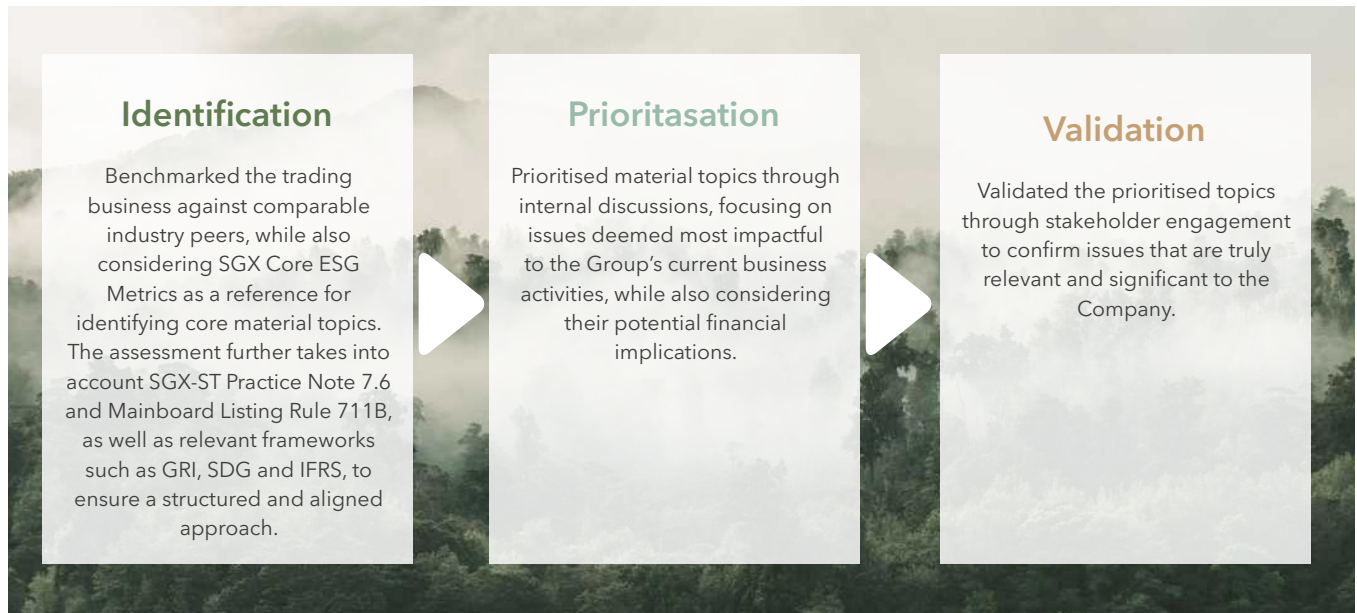 Identification
Benchmarked the trading
business against comparable
industry peers, while also
considering SGX Core ESG
Metrics as a reference for
identifying core material topics.
The assessment further takes into
account SGX-ST Practice Note 7.6
and Mainboard Listing Rule 711B,
as well as relevant frameworks
such as GRI, SDG and IFRS, to
ensure a structured and aligned
approach.
Prioritasation
Prioritised material topics through
internal discussions, focusing on
issues deemed most impactful
to the Group's current business
activities, while also considering
their potential financial
implications.
Validation
Validated the prioritised topics
through stakeholder engagement
to confirm issues that are truly
relevant and significant to the
Company.